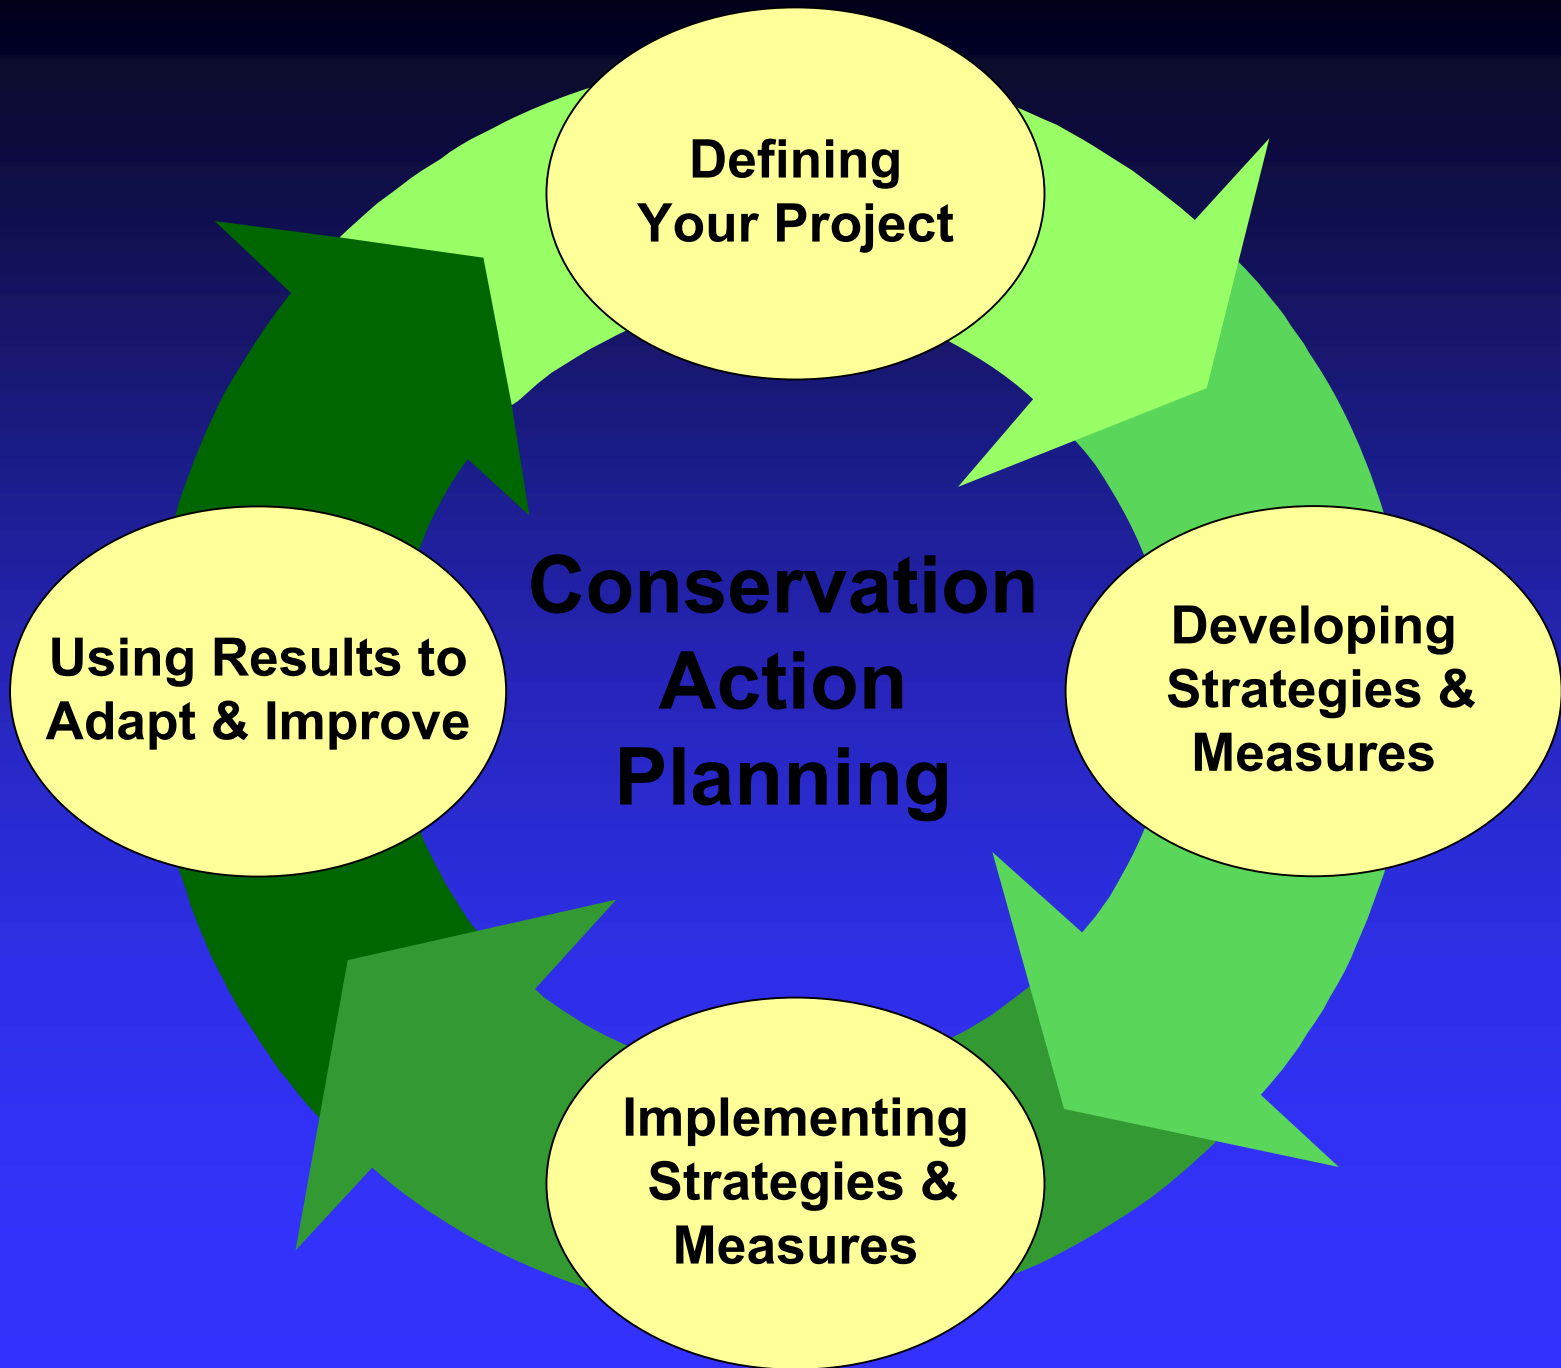 Defining
Your Project
Conservation
Action
Planning
Developing
Strategies &
Measures
Implementing
Strategies &
Measures
Using Results to
Adapt & Improve